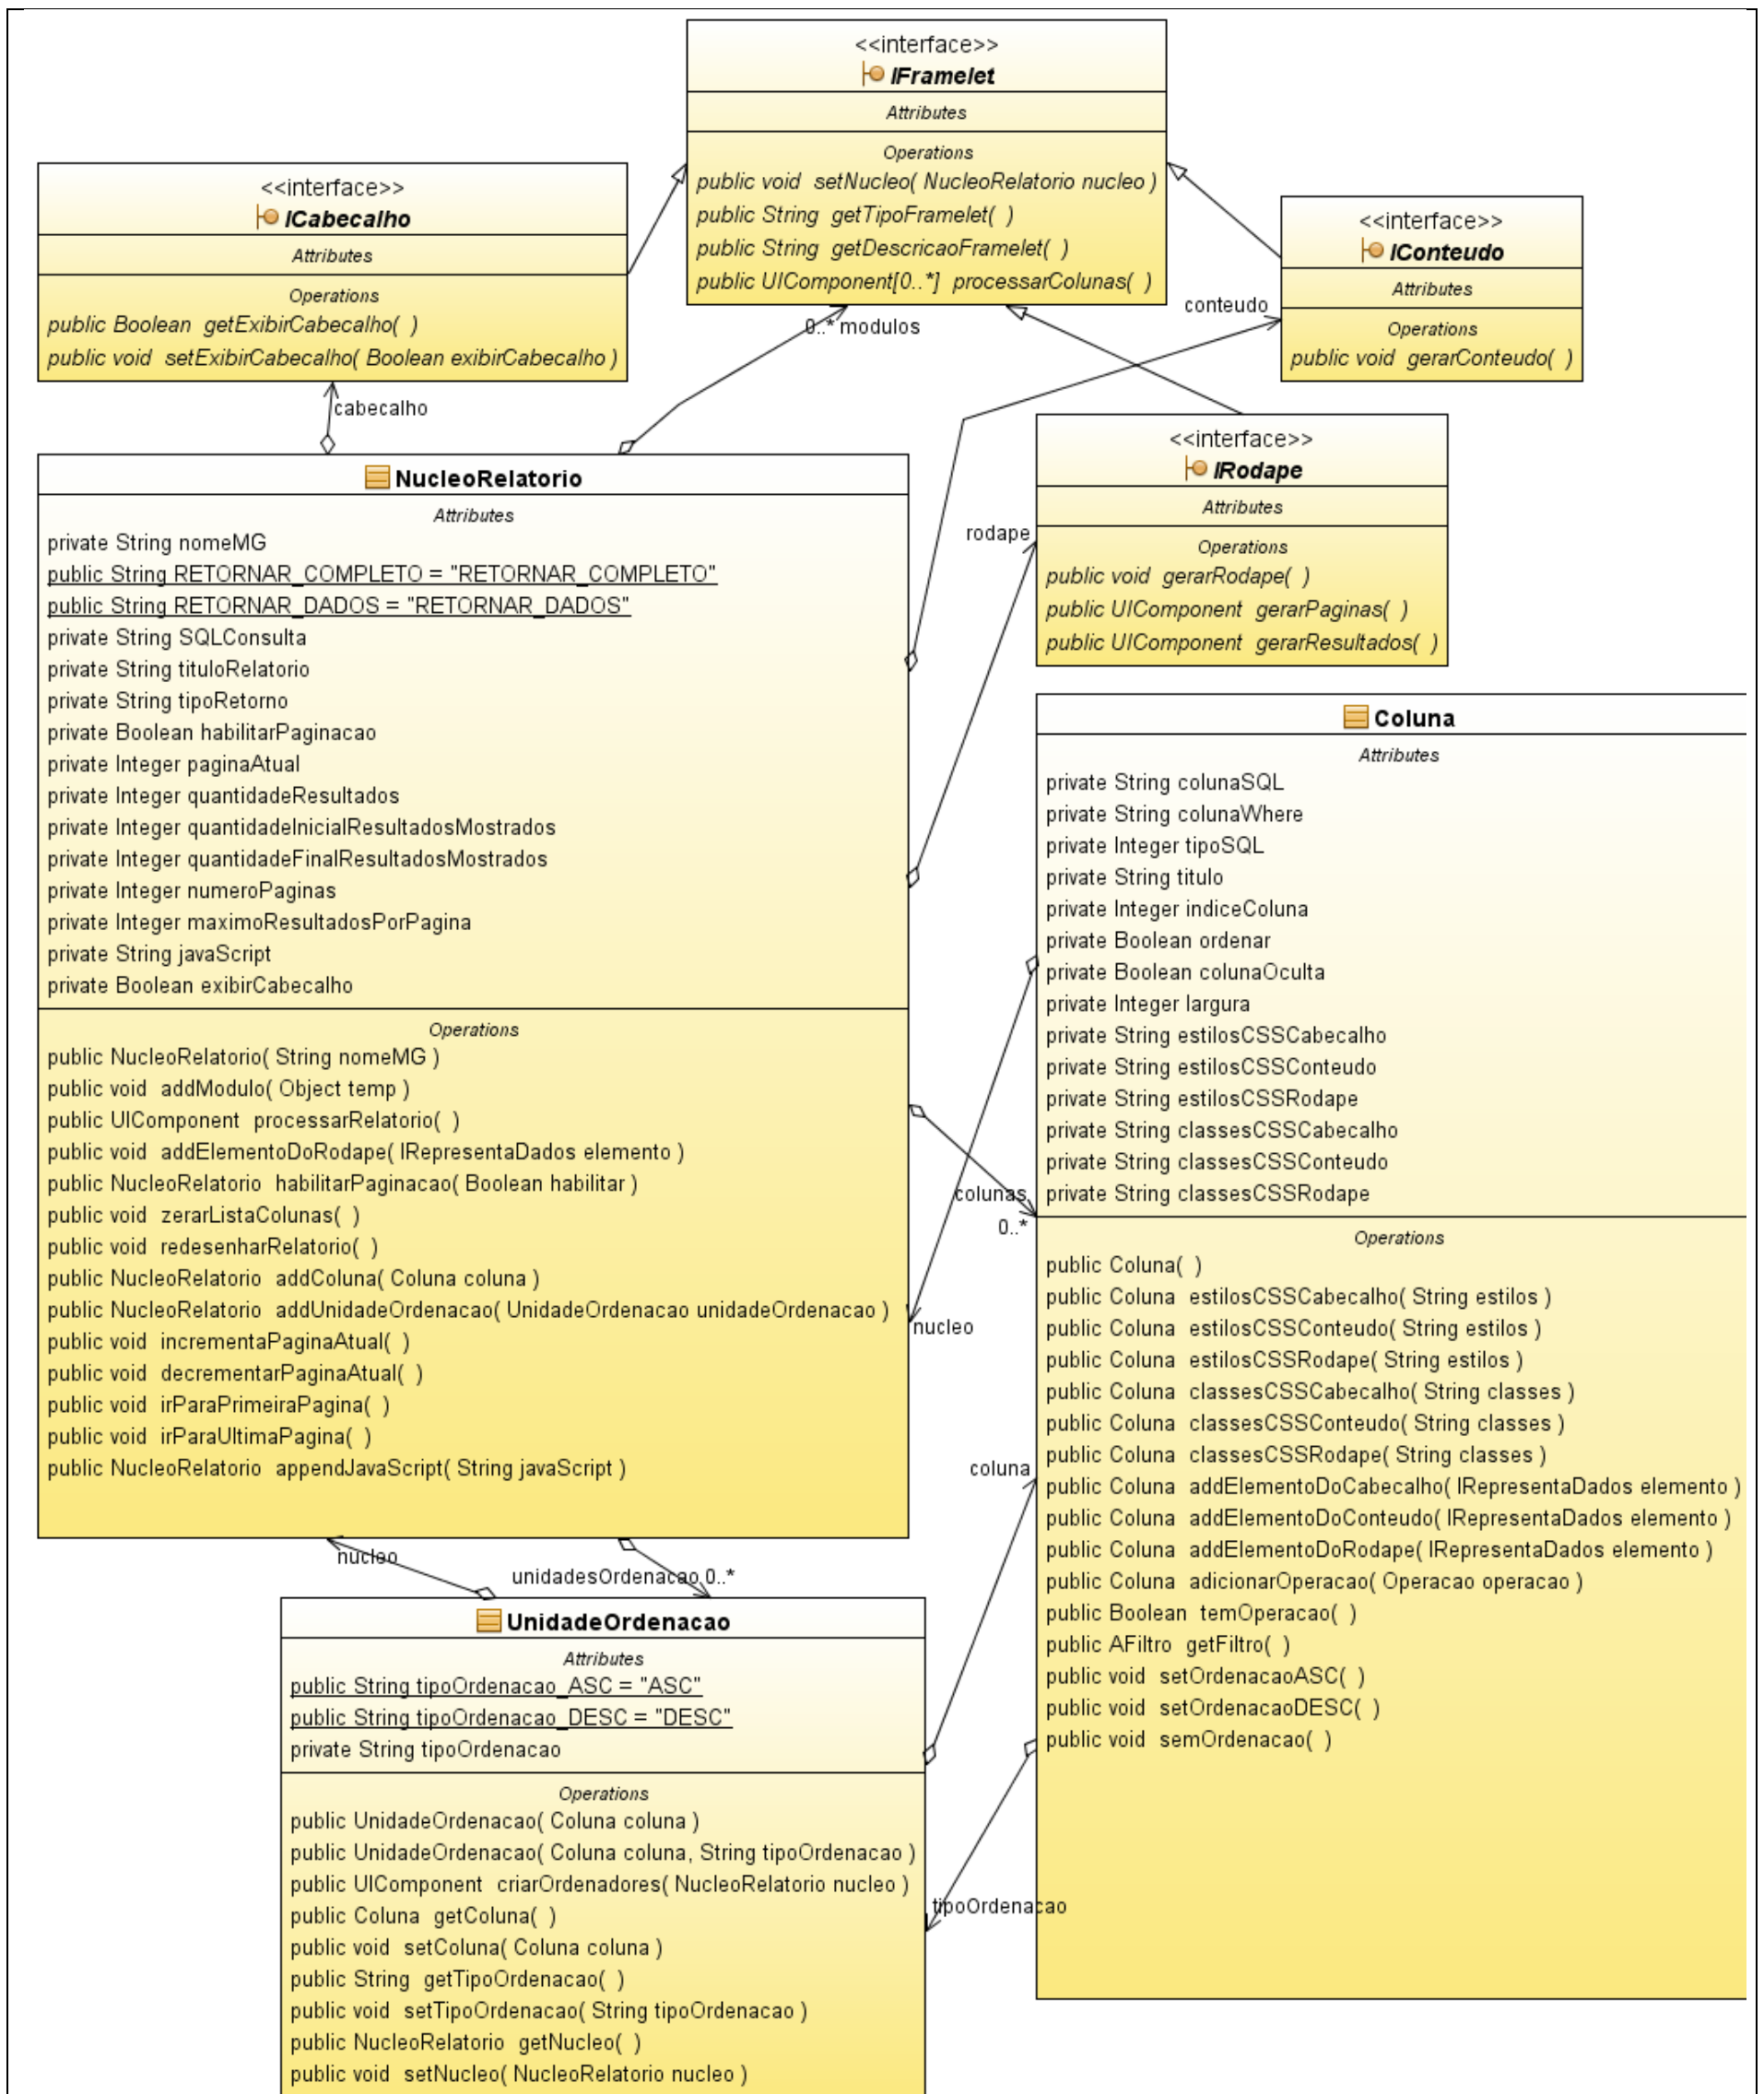 <<interface>>
IFramelet
Attributes
Operations
public void setNucleo( NucleoRelatorio nucleo )
public String getTipoFramelet( )
public String getDescricaoFramelet( )
public UIComponent[0..*] processarColunas( )
<<interface>>
ICabecalho
Attributes
Operations
public Boolean getExibirCabecalho( )
public void setExibirCabecalho( Boolean exibirCabecalho )
<<interface>>
IConteudo
Attributes
Operations
public void gerarConteudo( )
conteudo
0..* modulos
cabecalho
<<interface>>
IRodape
Attributes
Operations
public void gerarRodape( )
public UIComponent gerarPaginas( )
public UIComponent gerarResultados( )
rodape
NucleoRelatorio
Attributes
private String nomeMG
public String RETORNAR_COMPLETO = "RETORNAR_COMPLETO"
public String RETORNAR_DADOS = "RETORNAR_DADOS"
private String SQLConsulta
private String tituloRelatorio
private String tipoRetorno
private Boolean habilitarPaginacao
private Integer paginaAtual
private Integer quantidadeResultados
private Integer quantidadeInicialResultadosMostrados
private Integer quantidadeFinalResultadosMostrados
private Integer numeroPaginas
private Integer maximoResultadosPorPagina
private String javaScript
private Boolean exibirCabecalho
Operations
public NucleoRelatorio( String nomeMG )
public void addModulo( Object temp )
public UIComponent processarRelatorio( )
public void addElementoDoRodape( IRepresentaDados elemento )
public NucleoRelatorio habilitarPaginacao( Boolean habilitar )
public void zerarListaColunas( )
public void redesenharRelatorio( )
public NucleoRelatorio addColuna( Coluna coluna )
public NucleoRelatorio addUnidadeOrdenacao( UnidadeOrdenacao unidadeOrdenacao )
public void incrementaPaginaAtual( )
public void decrementarPaginaAtual( )
public void irParaPrimeiraPagina( )
public void irParaUltimaPagina( )
public NucleoRelatorio appendJavaScript( String javaScript )
Coluna
Attributes
private String colunaSQL
private String colunaWhere
private Integer tipoSQL
private String titulo
private Integer indiceColuna
private Boolean ordenar
private Boolean colunaOculta
private Integer largura
private String estilosCSSCabecalho
private String estilosCSSConteudo
private String estilosCSSRodape
private String classesCSSCabecalho
private String classesCSSConteudo
private String classesCSSRodape
Operations
public Coluna( )
public Coluna estilosCSSCabecalho( String estilos )
public Coluna estilosCSSConteudo( String estilos )
public Coluna estilosCSSRodape( String estilos )
public Coluna classesCSSCabecalho( String classes )
public Coluna classesCSSConteudo( String classes )
public Coluna classesCSSRodape( String classes )
public Coluna addElementoDoCabecalho( IRepresentaDados elemento )
public Coluna addElementoDoConteudo( IRepresentaDados elemento )
public Coluna addElementoDoRodape( IRepresentaDados elemento )
public Coluna adicionarOperacao( Operacao operacao )
public Boolean temOperacao( )
public AFiltro getFiltro( )
public void setOrdenacaoASC( )
public void setOrdenacaoDESC( )
public void semOrdenacao( )
colunas
0..*
nucleo
coluna
nucleo
unidadesOrdenacao 0..*
tipoOrdenacao
UnidadeOrdenacao
Attributes
public String tipoOrdenacao_ASC = "ASC"
public String tipoOrdenacao_DESC = "DESC"
private String tipoOrdenacao
Operations
public UnidadeOrdenacao( Coluna coluna )
public UnidadeOrdenacao( Coluna coluna, String tipoOrdenacao )
public UIComponent criarOrdenadores( NucleoRelatorio nucleo )
public Coluna getColuna( )
public void setColuna( Coluna coluna )
public String getTipoOrdenacao( )
public void setTipoOrdenacao( String tipoOrdenacao )
public NucleoRelatorio getNucleo( )
public void setNucleo( NucleoRelatorio nucleo )